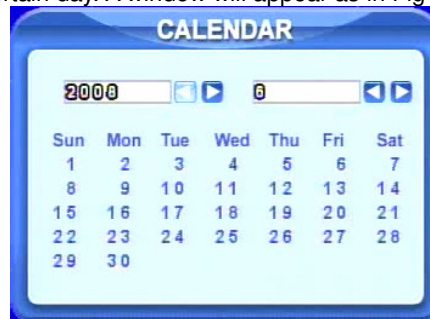 rtain day. A window will appear as in Fig
CALENDAR
2008 6
Sun Mon Tue Wed Thu Fri Sat
1 2 3 4 5 6 7
8 9 10 11 12 13 14
15 16 17 18 19 20 21
22 23 24 25 26 27 28
29 30